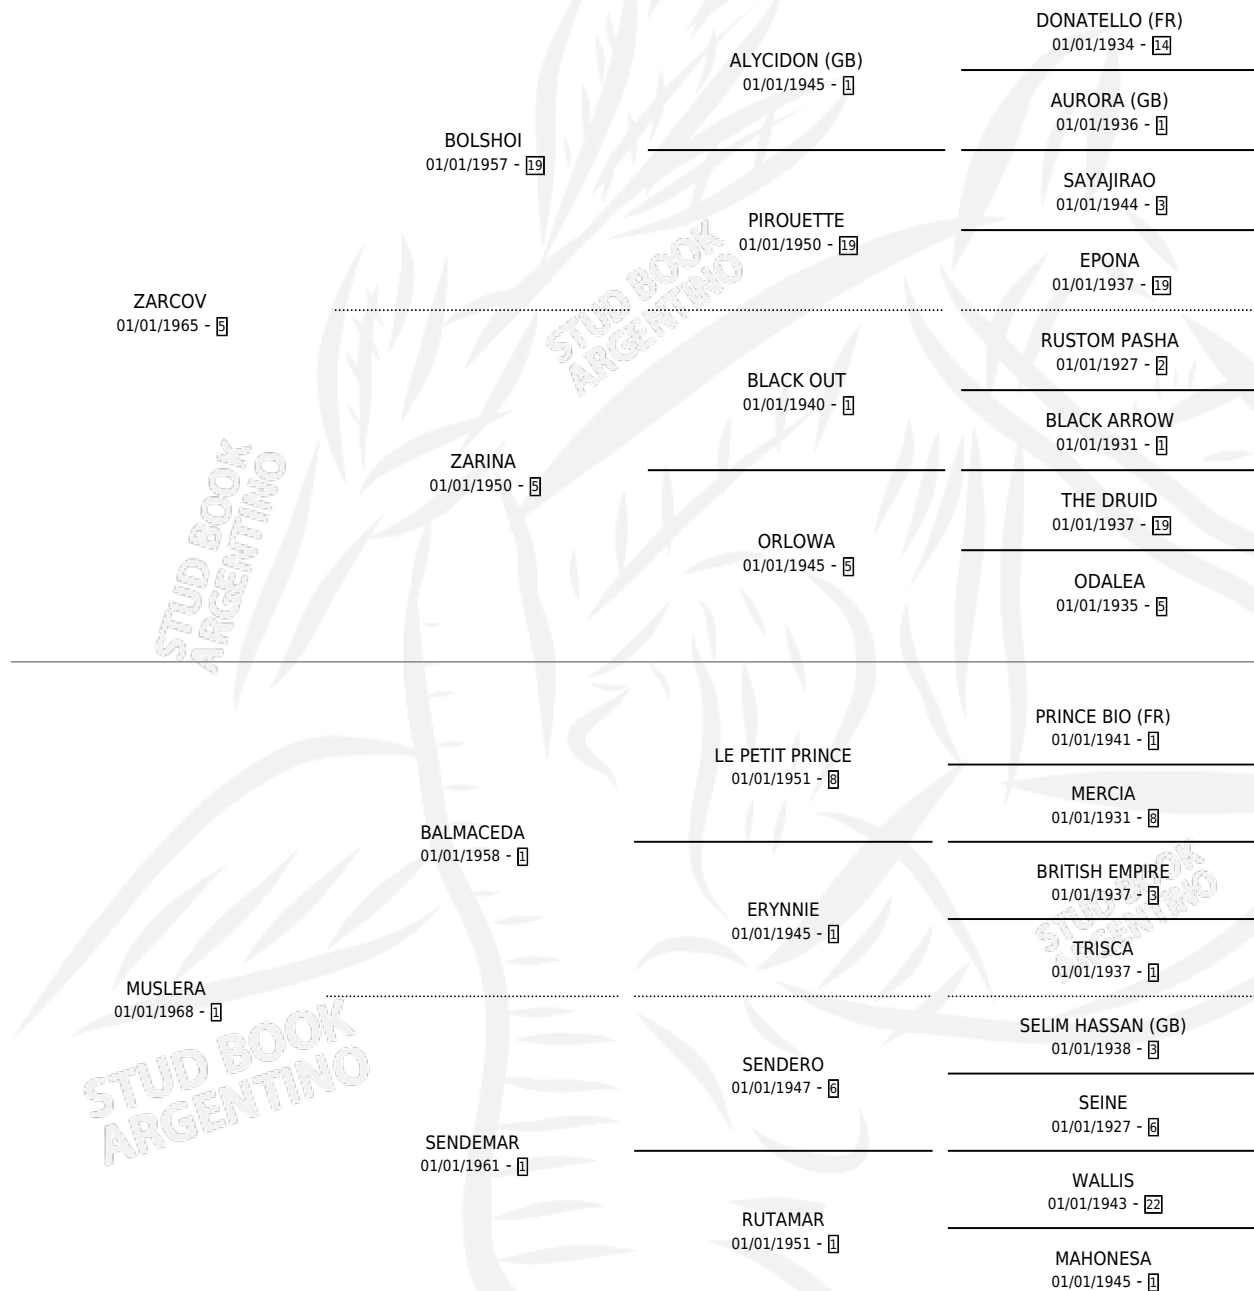 DONATELLO (FR)
01/01/1934 - 14
ALYCIDON (GB)
01/01/1945 - 1
AURORA (GB)
01/01/1936 - 1
BOLSHOI
01/01/1957 - 19
SAYAJIRAO
01/01/1944 - 3
PIROUETTE
01/01/1950 - 19
EPONA
01/01/1937 - 19
ZARCOV
01/01/1965 - 5
RUSTOM PASHA
01/01/1927 - 2
BLACK OUT
01/01/1940 - 1
BLACK ARROW
01/01/1931 - 1
ZARINA
01/01/1950 - 5
THE DRUID
01/01/1937 - 19
ORLOWA
01/01/1945 - 5
ODALEA
01/01/1935 - 5
PRINCE BIO (FR)
01/01/1941 - 1
LE PETIT PRINCE
01/01/1951 - 8
MERCIA
01/01/1931 - 8
BALMACEDA
01/01/1958 - 1
BRITISH EMPIRE
01/01/1937 - 3
ERYNNIE
01/01/1945 - 1
TRISCA
01/01/1937 - 1
MUSLERA
01/01/1968 - 1
SELIM HASSAN (GB)
01/01/1938 - 3
SENDERO
01/01/1947 - 6
SEINE
01/01/1927 - 6
SENDEMAR
01/01/1961 - 1
WALLIS
01/01/1943 - 22
RUTAMAR
01/01/1951 - 1
MAHONESA
01/01/1945 - 1
STUD BOOK
ARGENTINO
STUD BOOK
ARGENTINO
STUD BOOK
ARGENTINO
STUD BOOK
ARGENTINO